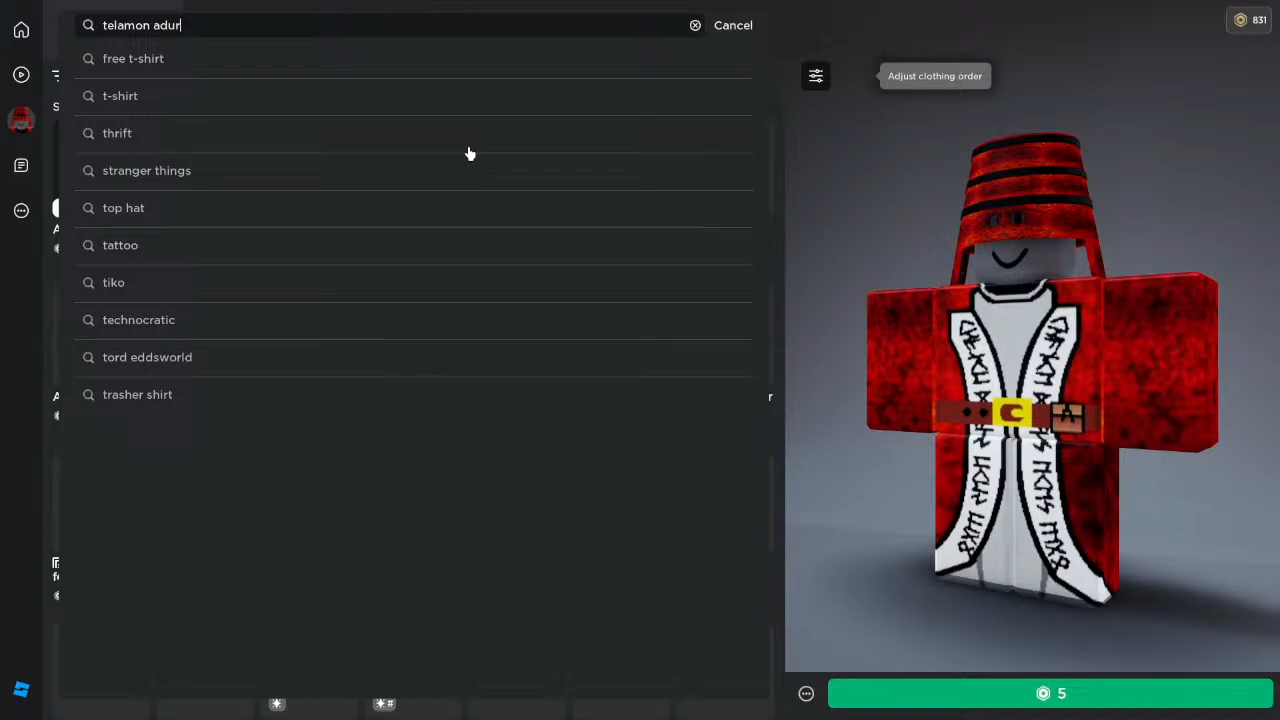 telamon adur
Cancel
831
free t-shirt
Adjust clothing order
t-shirt
thrift
stranger things
top hat
tattoo
tiko
technocratic
tord eddsworld
trasher shirt
5